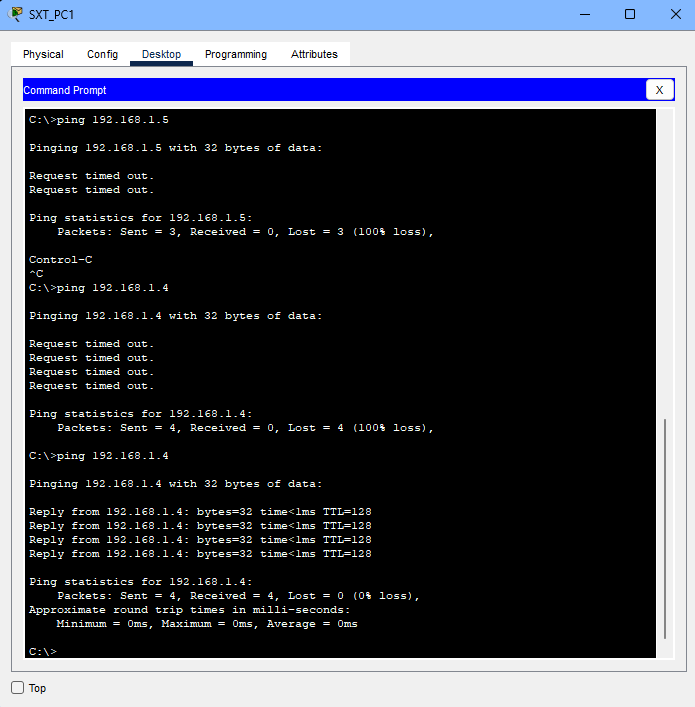 SXT_PC1
Physical Config Desktop Programming Attributes
Command Prompt X
C:\>ping 192.168.1.5
Pinging 192.168.1.5 with 32 bytes of data:
Request timed out.
Request timed out.
Ping statistics for 192.168.1.5:
    Packets: Sent = 3, Received = 0, Lost = 3 (100% loss),
Control-C
^C
C:\>ping 192.168.1.4
Pinging 192.168.1.4 with 32 bytes of data:
Request timed out.
Request timed out.
Request timed out.
Request timed out.
Ping statistics for 192.168.1.4:
    Packets: Sent = 4, Received = 0, Lost = 4 (100% loss),
C:\>ping 192.168.1.4
Pinging 192.168.1.4 with 32 bytes of data:
Reply from 192.168.1.4: bytes=32 time<1ms TTL=128
Reply from 192.168.1.4: bytes=32 time<1ms TTL=128
Reply from 192.168.1.4: bytes=32 time<1ms TTL=128
Reply from 192.168.1.4: bytes=32 time<1ms TTL=128
Ping statistics for 192.168.1.4:
    Packets: Sent = 4, Received = 4, Lost = 0 (0% loss),
Approximate round trip times in milli-seconds:
    Minimum = 0ms, Maximum = 0ms, Average = 0ms
C:\>
Top